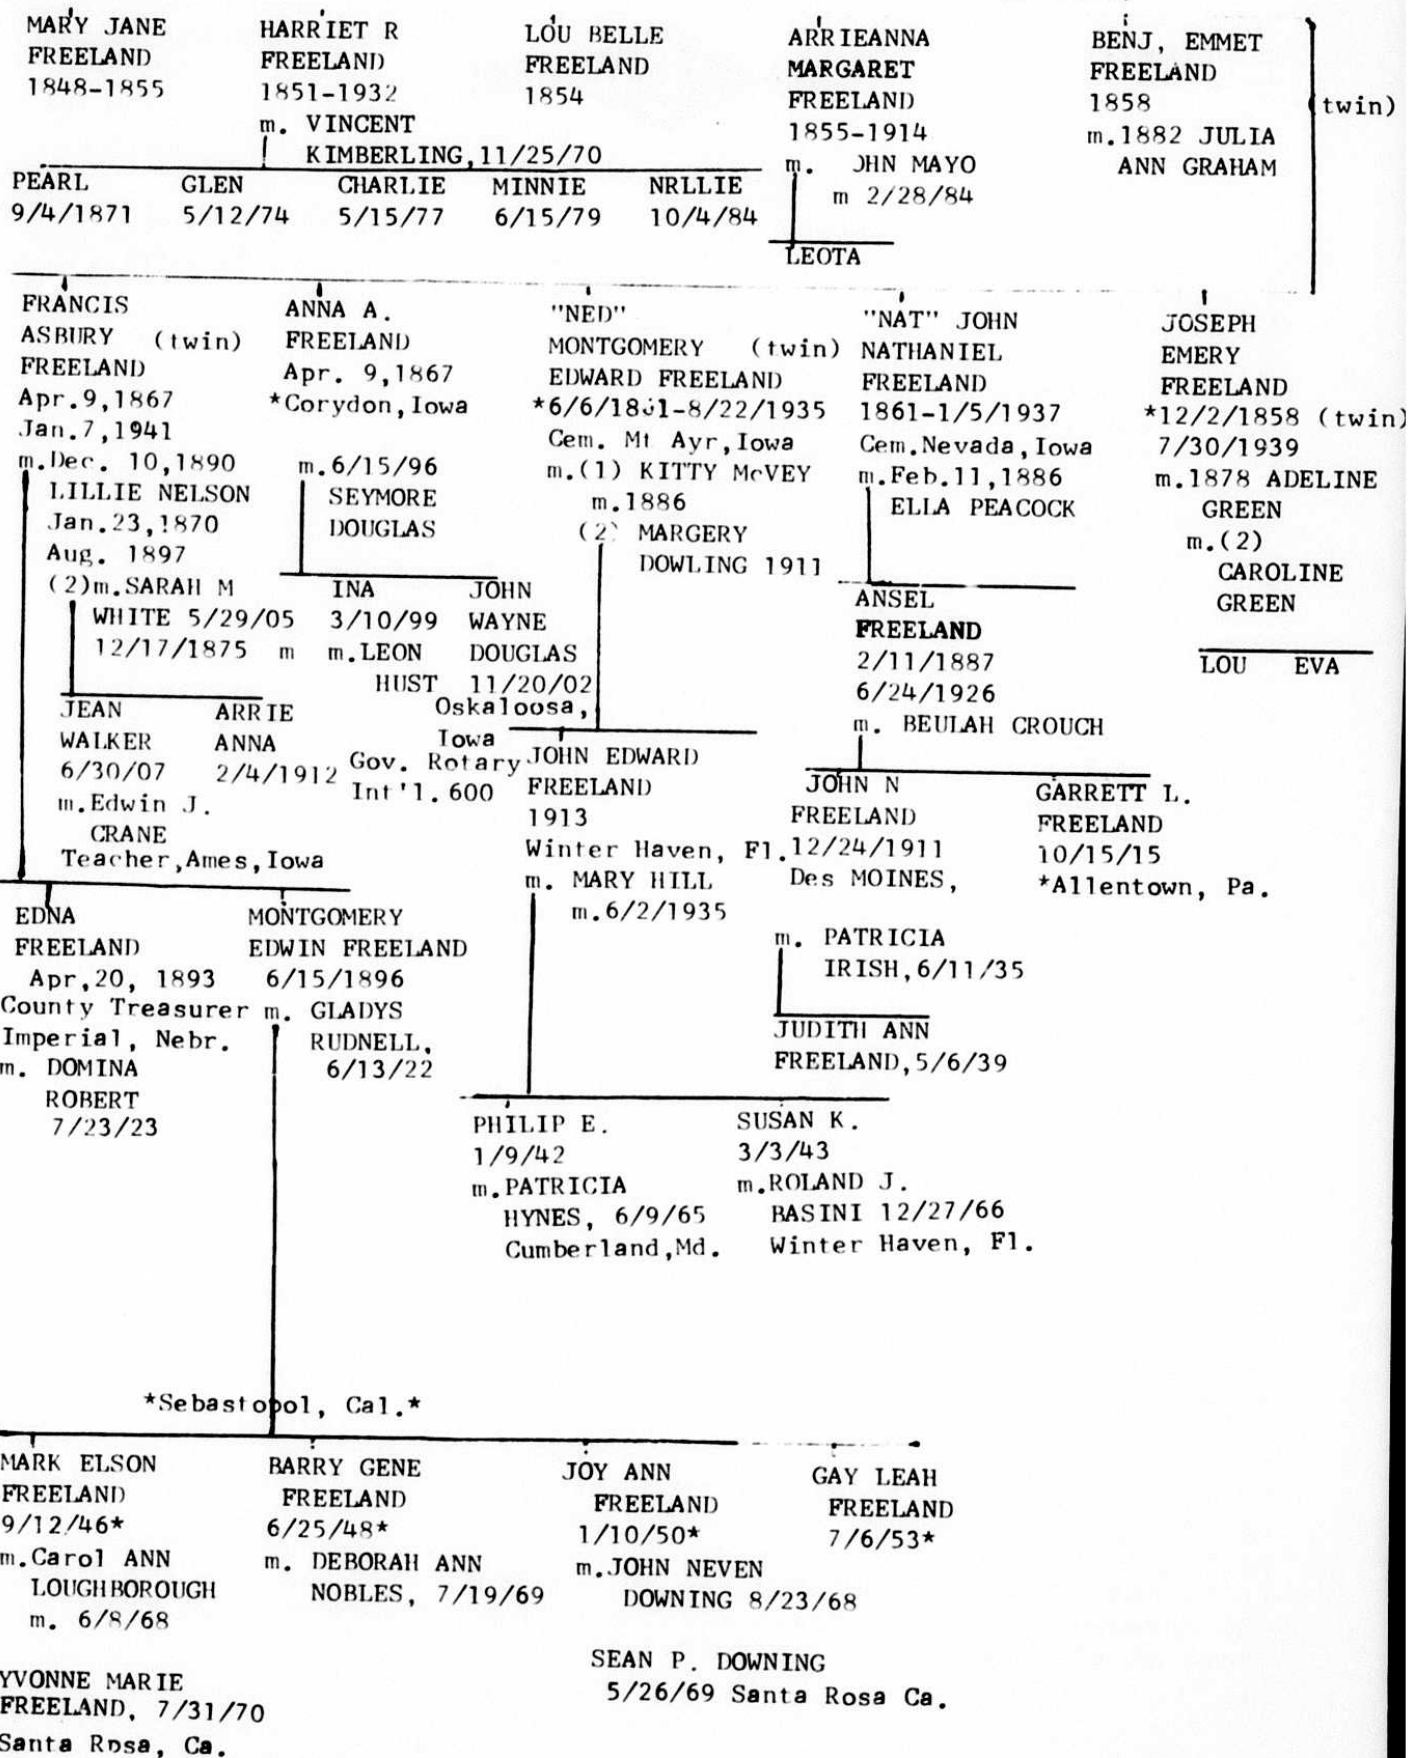 MARY JANE
FREELAND
1848-1855
HARRIET R
FREELAND
1851-1932
m. VINCENT
KIMBERLING, 11/25/70
LOU BELLE
FREELAND
1854
ARRIEANNA
MARGARET
FREELAND
1855-1914
m. OHN MAYO
m 2/28/84
BENJ, EMMET
FREELAND
1858
m.1882 JULIA
ANN GRAHAM
(twin)
PEARL
9/4/1871
GLEN
5/12/74
CHARLIE
5/15/77
MINNIE
6/15/79
NRLLIE
10/4/84
LEOTA
FRANCIS
ASBURY (twin)
FREELAND
Apr.9,1867
Jan.7,1941
m.Dec. 10,1890
LILLIE NELSON
Jan.23,1870
Aug. 1897
(2)m.SARAH M
WHITE 5/29/05
12/17/1875 m
ANNA A.
FREELAND
Apr. 9,1867
*Corydon,Iowa
m.6/15/96
SEYMORE
DOUGLAS
"NED"
MONTGOMERY (twin)
EDWARD FREELAND
*6/6/1861-8/22/1935
Cem. Mt Ayr,Iowa
m.(1) KITTY McVEY
m.1886
(2) MARGERY
DOWLING 1911
"NAT" JOHN
NATHANIEL
FREELAND
1861-1/5/1937
Cem.Nevada,Iowa
m.Feb.11,1886
ELLA PEACOCK
JOSEPH
EMERY
FREELAND
*12/2/1858 (twin)
7/30/1939
m.1878 ADELINE
GREEN
m.(2)
CAROLINE
GREEN
INA
3/10/99
m.LEON
HUST
JOHN
WAYNE
DOUGLAS
11/20/02
Oskaloosa,
Iowa
Gov. Rotary
Int'l. 600
ANSEL
FREELAND
2/11/1887
6/24/1926
m. BEULAH CROUCH
LOU EVA
JEAN
WALKER
6/30/07
m.Edwin J.
CRANE
Teacher,Ames,Iowa
ARRIE
ANNA
2/4/1912
JOHN EDWARD
FREELAND
1913
Winter Haven, Fl.
m. MARY HILL
m.6/2/1935
JOHN N
FREELAND
12/24/1911
Des MOINES,
m. PATRICIA
IRISH,6/11/35
GARRETT L.
FREELAND
10/15/15
*Allentown, Pa.
EDNA
FREELAND
Apr,20, 1893
County Treasurer
Imperial, Nebr.
m. DOMINA
ROBERT
7/23/23
MONTGOMERY
EDWIN FREELAND
6/15/1896
m. GLADYS
RUDNELL,
6/13/22
JUDITH ANN
FREELAND,5/6/39
PHILIP E.
1/9/42
m.PATRICIA
HYNES, 6/9/65
Cumberland,Md.
SUSAN K.
3/3/43
m.ROLAND J.
BASINI 12/27/66
Winter Haven, Fl.
*Sebastopol, Cal.*
MARK ELSON
FREELAND
9/12/46*
m.Carol ANN
LOUGHBOROUGH
m. 6/8/68
BARRY GENE
FREELAND
6/25/48*
m. DEBORAH ANN
NOBLES, 7/19/69
JOY ANN
FREELAND
1/10/50*
m.JOHN NEVEN
DOWNING 8/23/68
GAY LEAH
FREELAND
7/6/53*
YVONNE MARIE
FREELAND, 7/31/70
Santa Rosa, Ca.
SEAN P. DOWNING
5/26/69 Santa Rosa Ca.